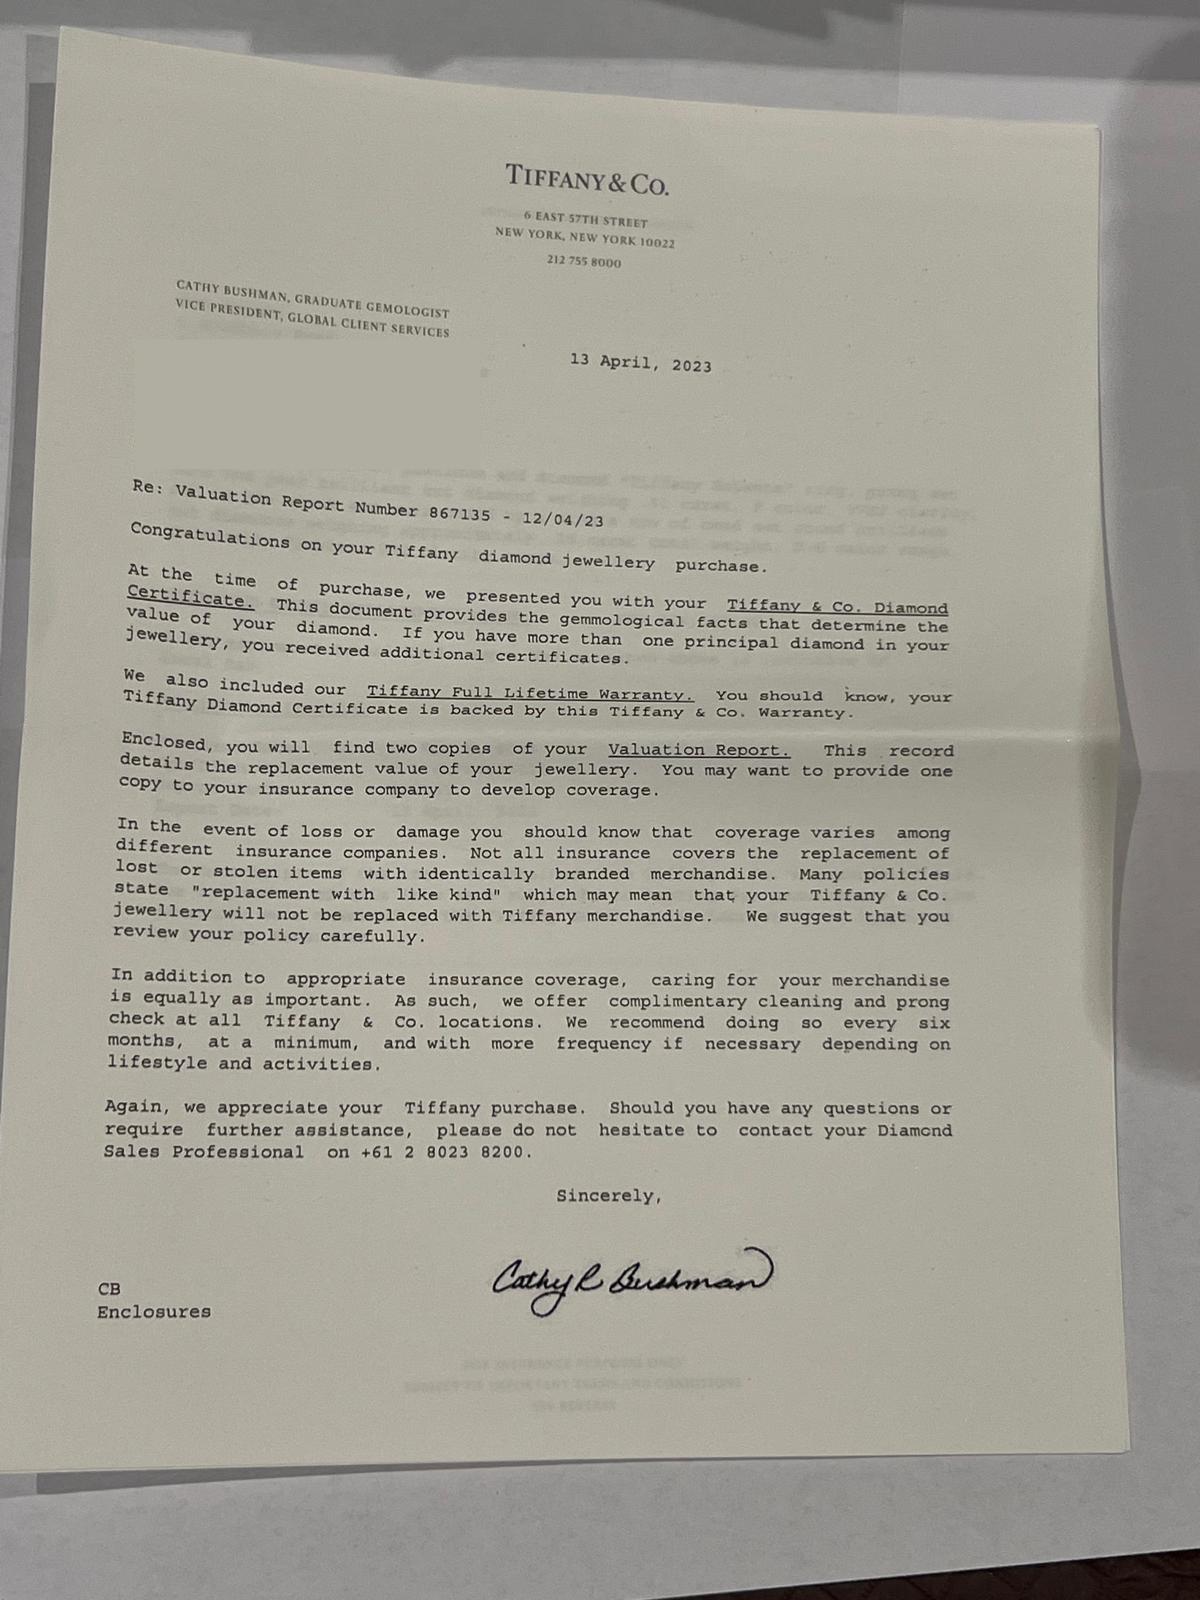 TIFFANY & CO.
6 EAST 57TH STREET
NEW YORK, NEW YORK 10022
212 755 8000
CATHY BUSHMAN, GRADUATE GEMOLOGIST
VICE PRESIDENT, GLOBAL CLIENT SERVICES
13 April, 2023
Re: Valuation Report Number 867135 - 12/04/23
Congratulations on your Tiffany diamond jewellery purchase.
At the time of purchase, we presented you with your Tiffany & Co. Diamond
Certificate. This document provides the gemmological facts that determine the
value of your diamond. If you have more than one principal diamond in your
jewellery, you received additional certificates.
We also included our Tiffany Full Lifetime Warranty. You should know, your
Tiffany Diamond Certificate is backed by this Tiffany & Co. Warranty.
Enclosed, you will find two copies of your Valuation Report. This record
details the replacement value of your jewellery. You may want to provide one
copy to your insurance company to develop coverage.
In the event of loss or damage you should know that coverage varies among
different insurance companies. Not all insurance covers the replacement of
lost or stolen items with identically branded merchandise. Many policies
state "replacement with like kind" which may mean that your Tiffany & Co.
jewellery will not be replaced with Tiffany merchandise. We suggest that you
review your policy carefully.
In addition to appropriate insurance coverage, caring for your merchandise
is equally as important. As such, we offer complimentary cleaning and prong
check at all Tiffany & Co. locations. We recommend doing so every six
months, at a minimum, and with more frequency if necessary depending on
lifestyle and activities.
Again, we appreciate your Tiffany purchase. Should you have any questions or
require further assistance, please do not hesitate to contact your Diamond
Sales Professional on +61 2 8023 8200.
Sincerely,
Cathy R Bushman
CB
Enclosures